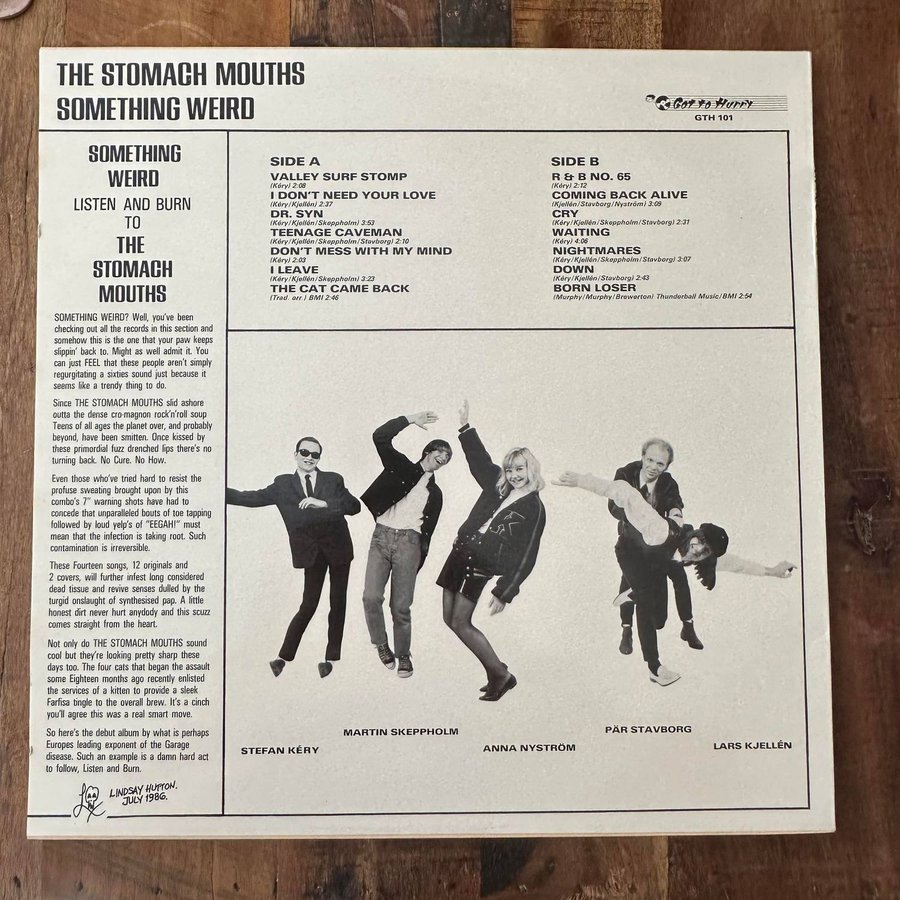 THE STOMACH MOUTHS
SOMETHING WEIRD
Got to Hurry
GTH 101
SOMETHING
WEIRD
LISTEN AND BURN
TO
THE
STOMACH
MOUTHS
SOMETHING WEIRD? Well, you've been
checking out all the records in this section and
somehow this is the one that your paw keeps
slippin' back to. Might as well admit it. You
can just FEEL that these people aren't simply
regurgitating a sixties sound just because it
seems like a trendy thing to do.
Since THE STOMACH MOUTHS slid ashore
outta the dense cro-magnon rock'n'roll soup
Teens of all ages the planet over, and probably
beyond, have been smitten. Once kissed by
these primordial fuzz drenched lips there's no
turning back. No Cure. No How.
Even those who've tried hard to resist the
profuse sweating brought upon by this
combo's 7" warning shots have had to
concede that unparalleled bouts of toe tapping
followed by loud yelp's of "EEGAH!" must
mean that the infection is taking root. Such
contamination is irreversible.
These Fourteen songs, 12 originals and
2 covers, will further infest long considered
dead tissue and revive senses dulled by the
turgid onslaught of synthesised pap. A little
honest dirt never hurt anydody and this scuzz
comes straight from the heart.
Not only do THE STOMACH MOUTHS sound
cool but they're looking pretty sharp these
days too. The four cats that began the assault
some Eighteen months ago recently enlisted
the services of a kitten to provide a sleek
Farfisa tingle to the overall brew. It's a cinch
you'll agree this was a real smart move.
So here's the debut album by what is perhaps
Europes leading exponent of the Garage
disease. Such an example is a damn hard act
to follow, Listen and Burn.
LINDSAY HUTTON.
JULY 1986.
SIDE A
VALLEY SURF STOMP
(Kéry) 2:08
I DON'T NEED YOUR LOVE
(Kéry/Kjellén) 2:37
DR. SYN
(Kéry/Kjellén/Skeppholm) 3:53
TEENAGE CAVEMAN
(Kéry/Kjellén/Skeppholm/Stavborg) 2:10
DON'T MESS WITH MY MIND
(Kéry) 2:03
I LEAVE
(Kéry/Kjellén/Skeppholm) 3:23
THE CAT CAME BACK
(Trad. arr.) BMI 2:46
SIDE B
R & B NO. 65
(Kéry) 2:12
COMING BACK ALIVE
(Kjellén/Stavborg/Nyström) 3:09
CRY
(Kéry/Kjellén/Skeppholm/Stavborg) 2:31
WAITING
(Kéry) 4:06
NIGHTMARES
(Kéry/Kjellén/Skeppholm/Stavborg) 3:07
DOWN
(Kéry/Kjellén/Stavborg) 2:43
BORN LOSER
(Murphy/Murphy/Brewerton) Thunderball Music/BMI 2:54
STEFAN KÉRY
MARTIN SKEPPHOLM
ANNA NYSTRÖM
PÄR STAVBORG
LARS KJELLÉN